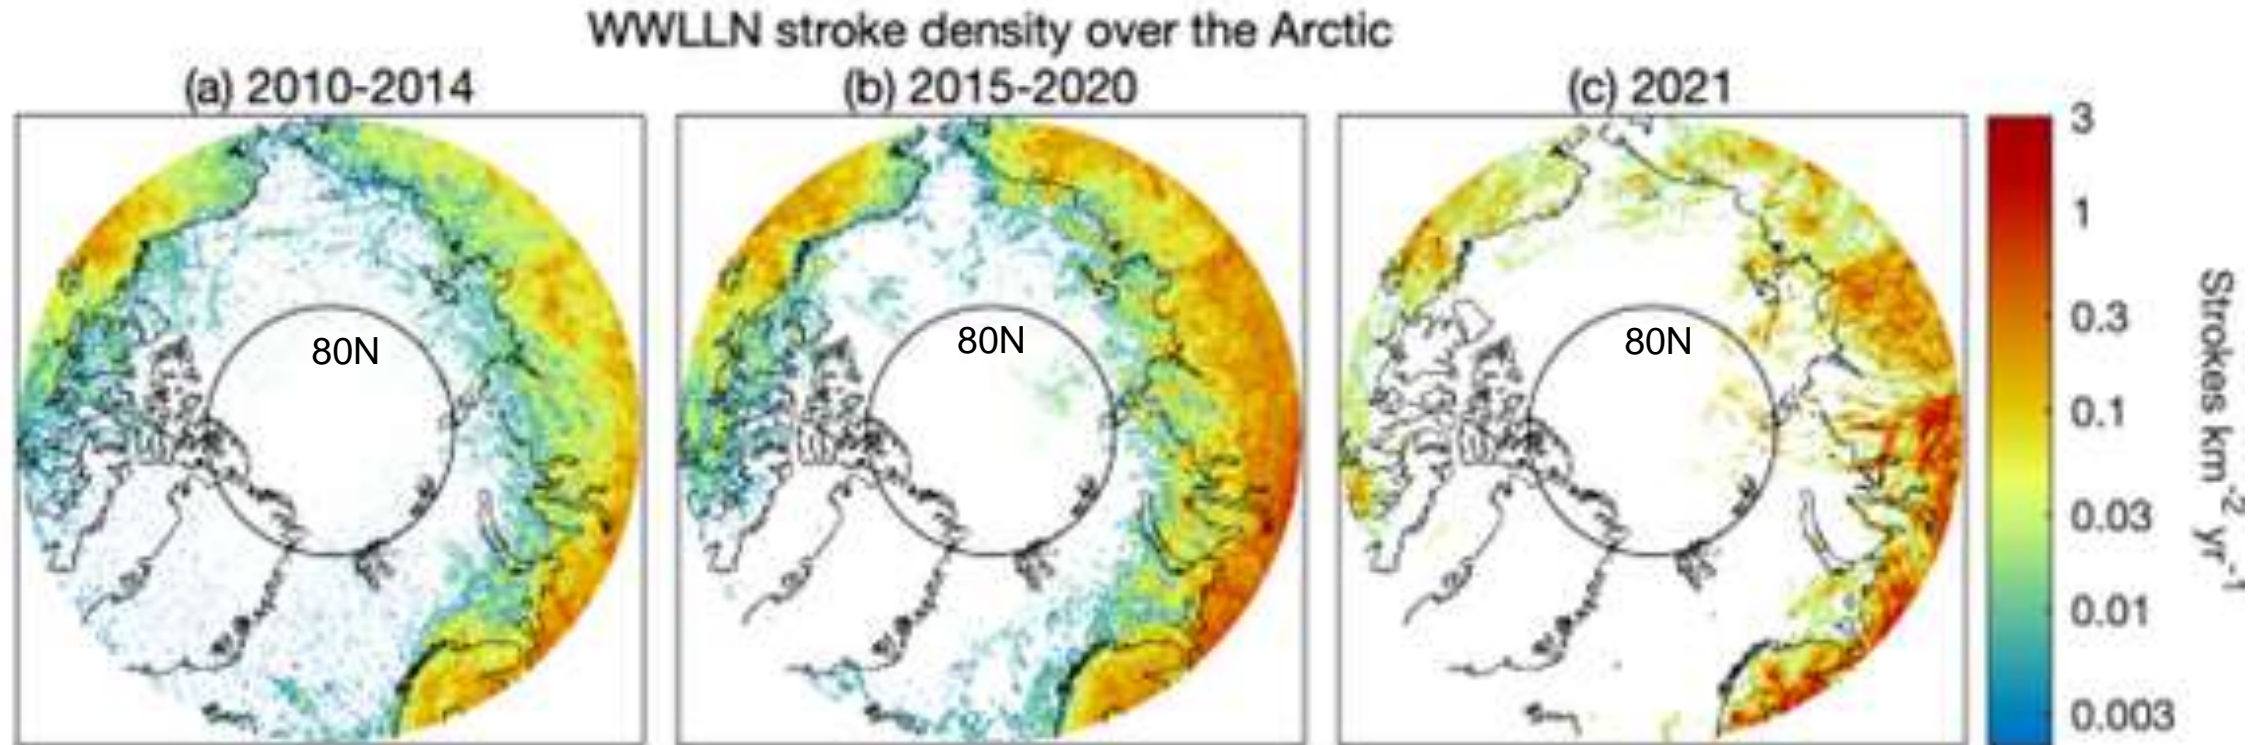 WWLLN stroke density over the Arctic
(a) 2010-2014
(b) 2015-2020
(c) 2021
80N
80N
80N
3
1
0.3
0.1
0.03
0.01
0.003
Strokes km⁻² yr⁻¹